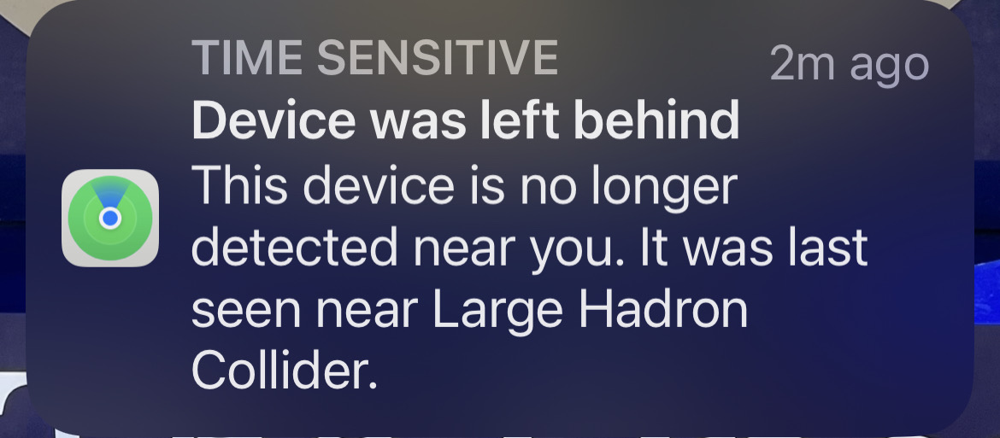 TIME SENSITIVE
2m ago
Device was left behind
This device is no longer
detected near you. It was last
seen near Large Hadron
Collider.